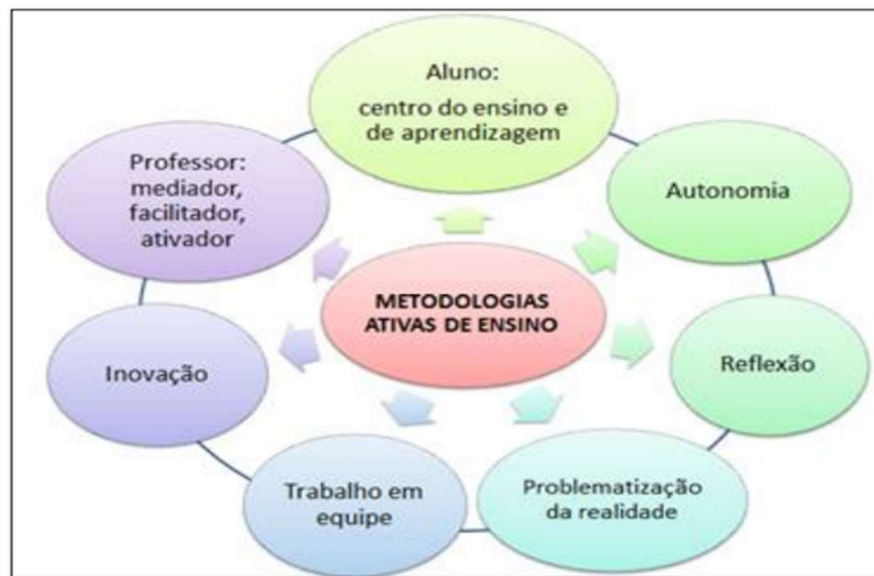 Aluno:
centro do ensino e
de aprendizagem
Autonomia
Reflexão
Problematização
da realidade
Trabalho em
equipe
Inovação
Professor:
mediador,
facilitador,
ativador
METODOLOGIAS
ATIVAS DE ENSINO